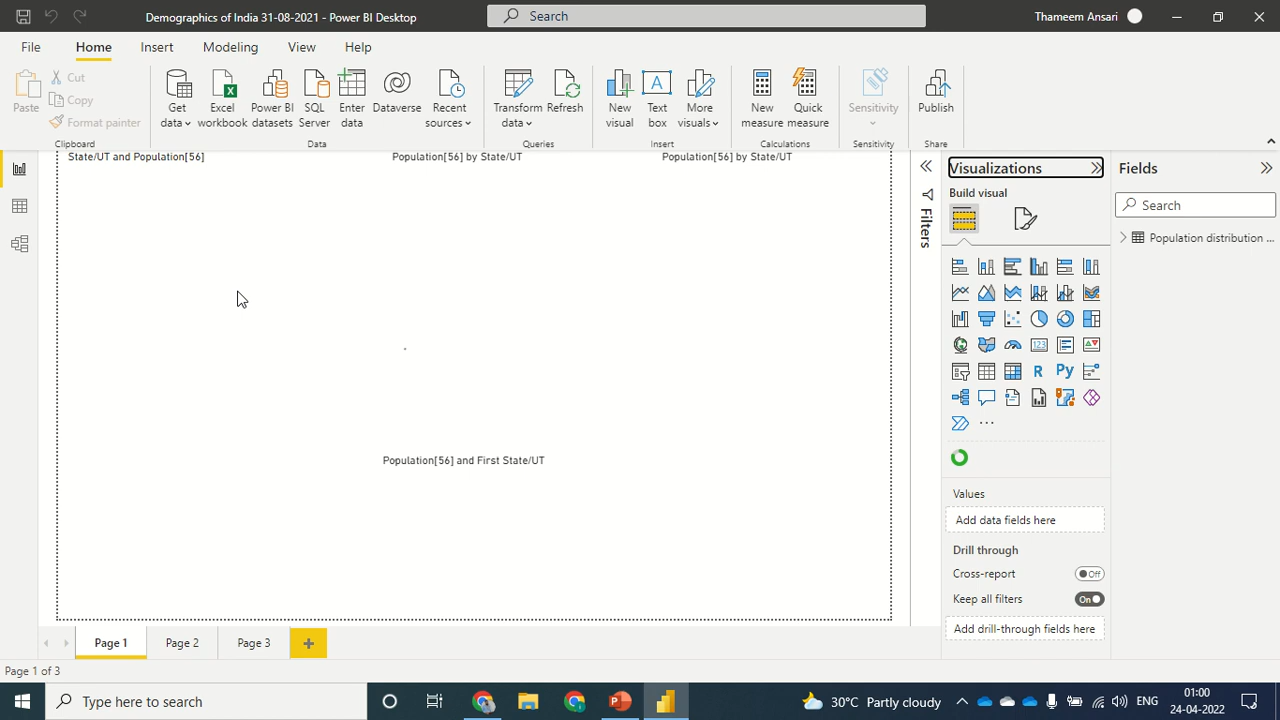 Demographics of India 31-08-2021 - Power BI Desktop
Search
Thameem Ansari
File Home Insert Modeling View Help
Paste
Cut
Copy
Format painter
Clipboard
Get data
Excel workbook
Power BI datasets
SQL Server
Enter data
Dataverse
Recent sources
Data
Transform data
Refresh
Queries
New visual
Text box
More visuals
Insert
New measure
Quick measure
Calculations
Sensitivity
Sensitivity
Publish
Share
State/UT and Population[56]
Population[56] by State/UT
Population[56] by State/UT
Population[56] and First State/UT
Filters
Visualizations
Build visual
123
R
Py
Values
Add data fields here
Drill through
Cross-report
Off
Keep all filters
On
Add drill-through fields here
Fields
Search
Population distribution ...
Page 1
Page 2
Page 3
Page 1 of 3
Type here to search
30°C Partly cloudy
ENG
01:00
24-04-2022